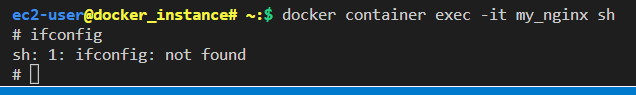 ec2-user@docker_instance# ~:$ docker container exec -it my_nginx sh
# ifconfig
sh: 1: ifconfig: not found
#